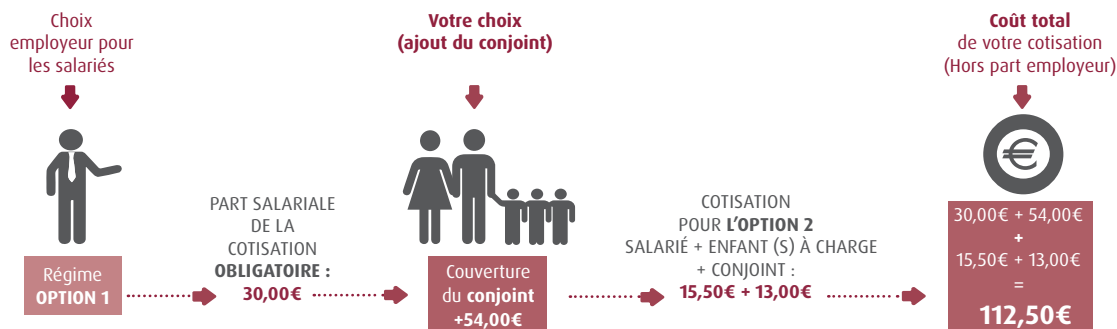 Choix
employeur pour
les salariés
Votre choix
(ajout du conjoint)
Coût total
de votre cotisation
(Hors part employeur)
PART SALARIALE
DE LA
COTISATION
OBLIGATOIRE :
30,00€
COTISATION
POUR L'OPTION 2
SALARIÉ + ENFANT (S) À CHARGE
+ CONJOINT :
15,50€ + 13,00€
Régime
OPTION 1
Couverture
du conjoint
+54,00€
€
30,00€ + 54,00€
+
15,50€ + 13,00€
=
112,50€